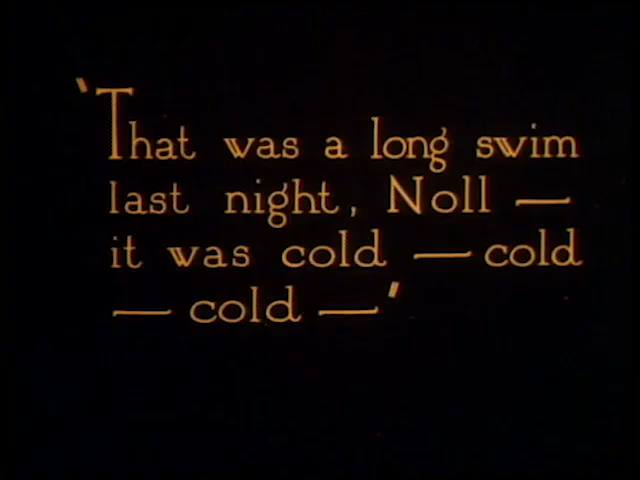 'That was a long swim
last night, Noll —
it was cold — cold
— cold —'